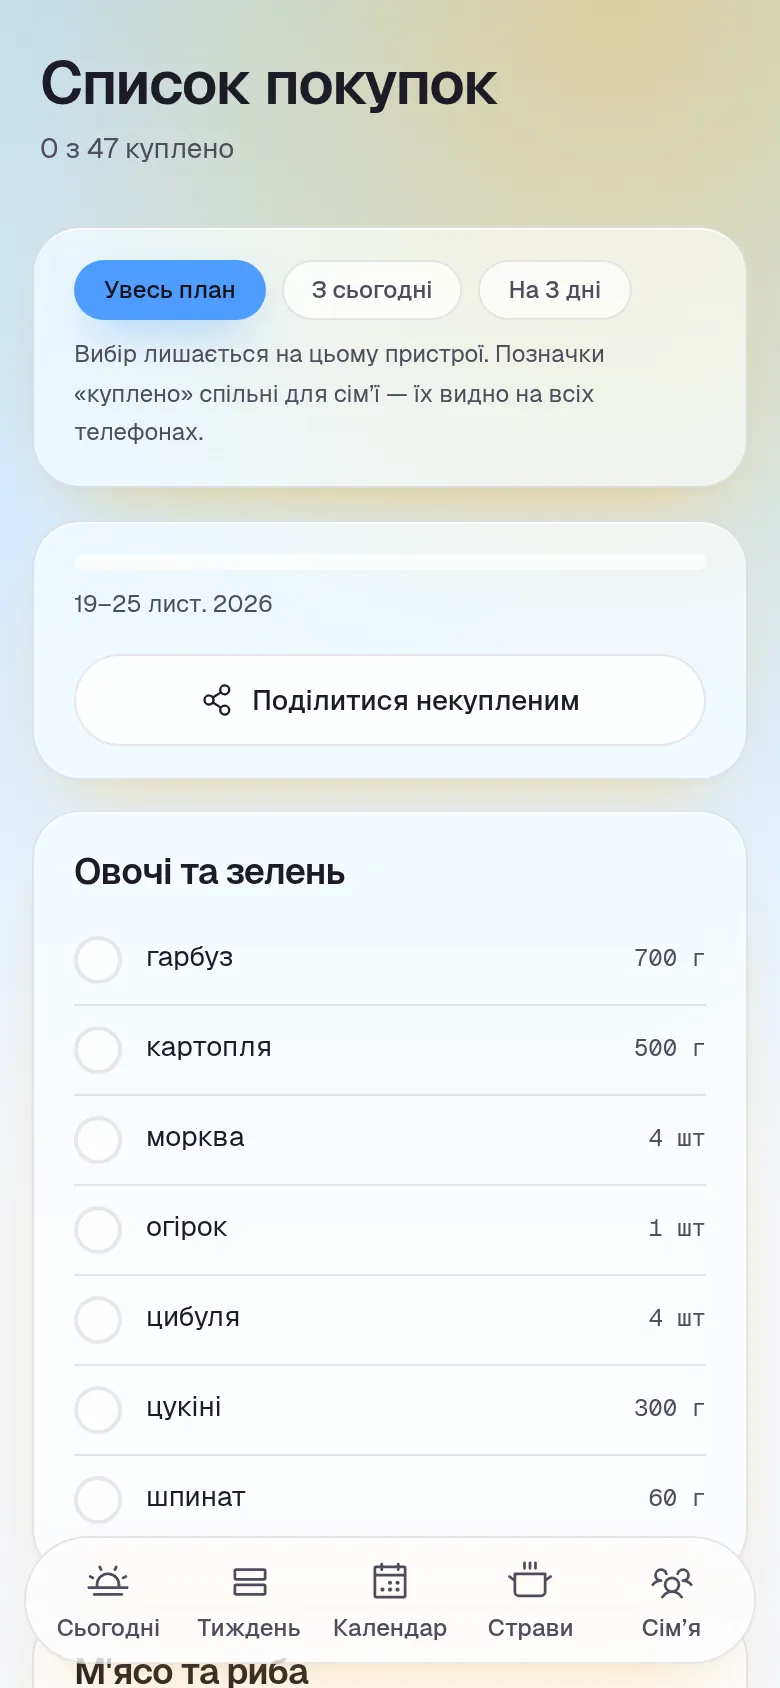 Список покупок
0 з 47 куплено
Увесь план
З сьогодні
На 3 дні
Вибір лишається на цьому пристрої. Позначки
«куплено» спільні для сім’ї — їх видно на всіх
телефонах.
19–25 лист. 2026
Поділитися некупленим
Овочі та зелень
гарбуз 700 г
картопля 500 г
морква 4 шт
огірок 1 шт
цибуля 4 шт
цукіні 300 г
шпинат 60 г
Сьогодні
Тиждень
Календар
Страви
Сім’я
М'ясо та риба